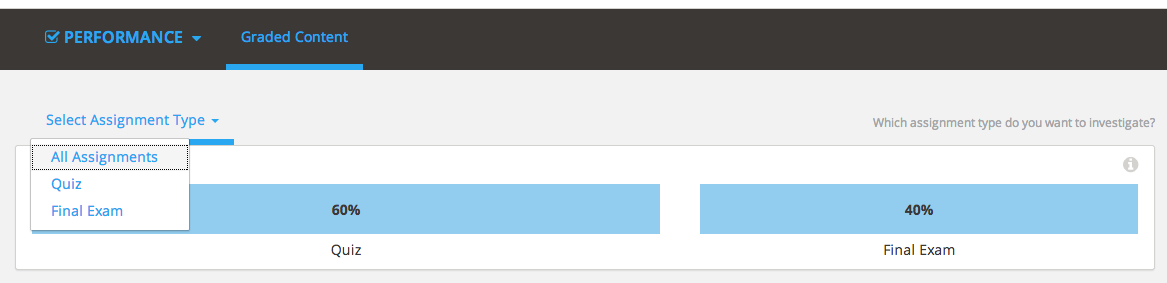 PERFORMANCE
Graded Content
Select Assignment Type
Which assignment type do you want to investigate?
All Assignments
Quiz
Final Exam
60%
40%
Quiz
Final Exam